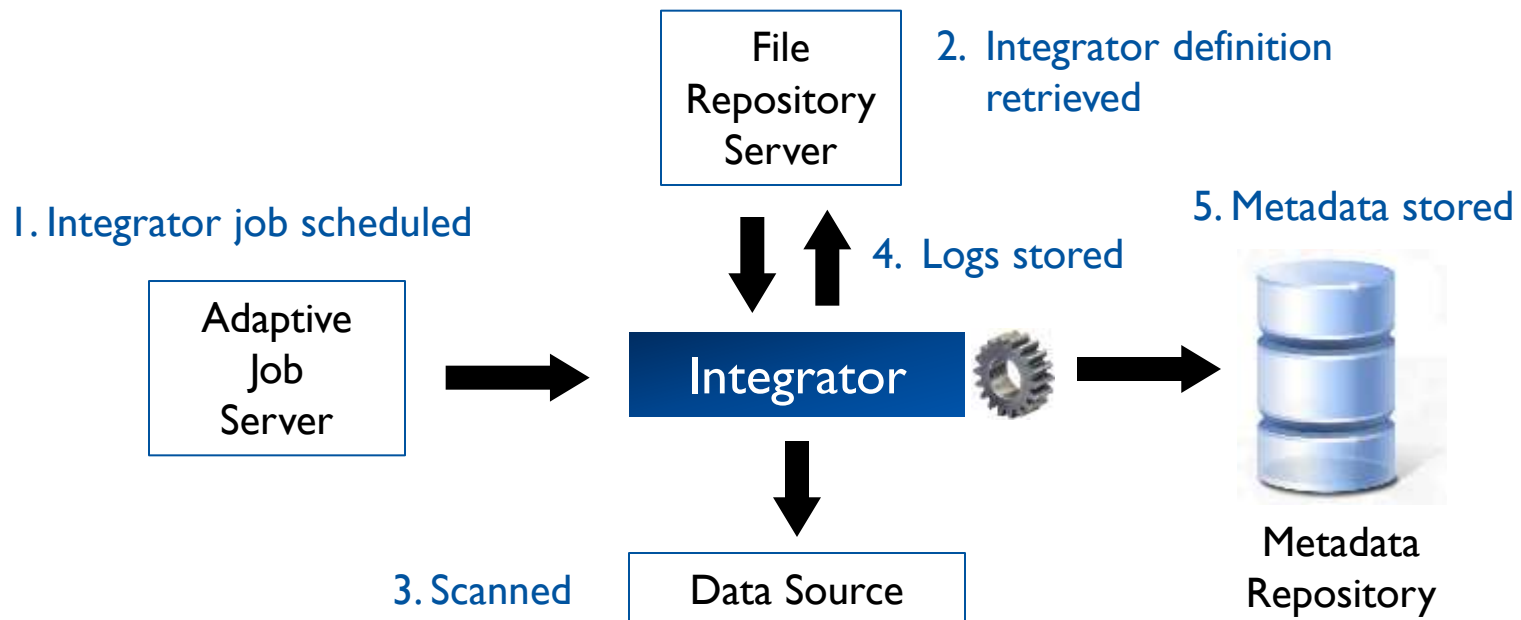 File
Repository
Server
2. Integrator definition
retrieved
1. Integrator job scheduled
5. Metadata stored
4. Logs stored
Adaptive
Job
Server
Integrator
3. Scanned
Data Source
Metadata
Repository